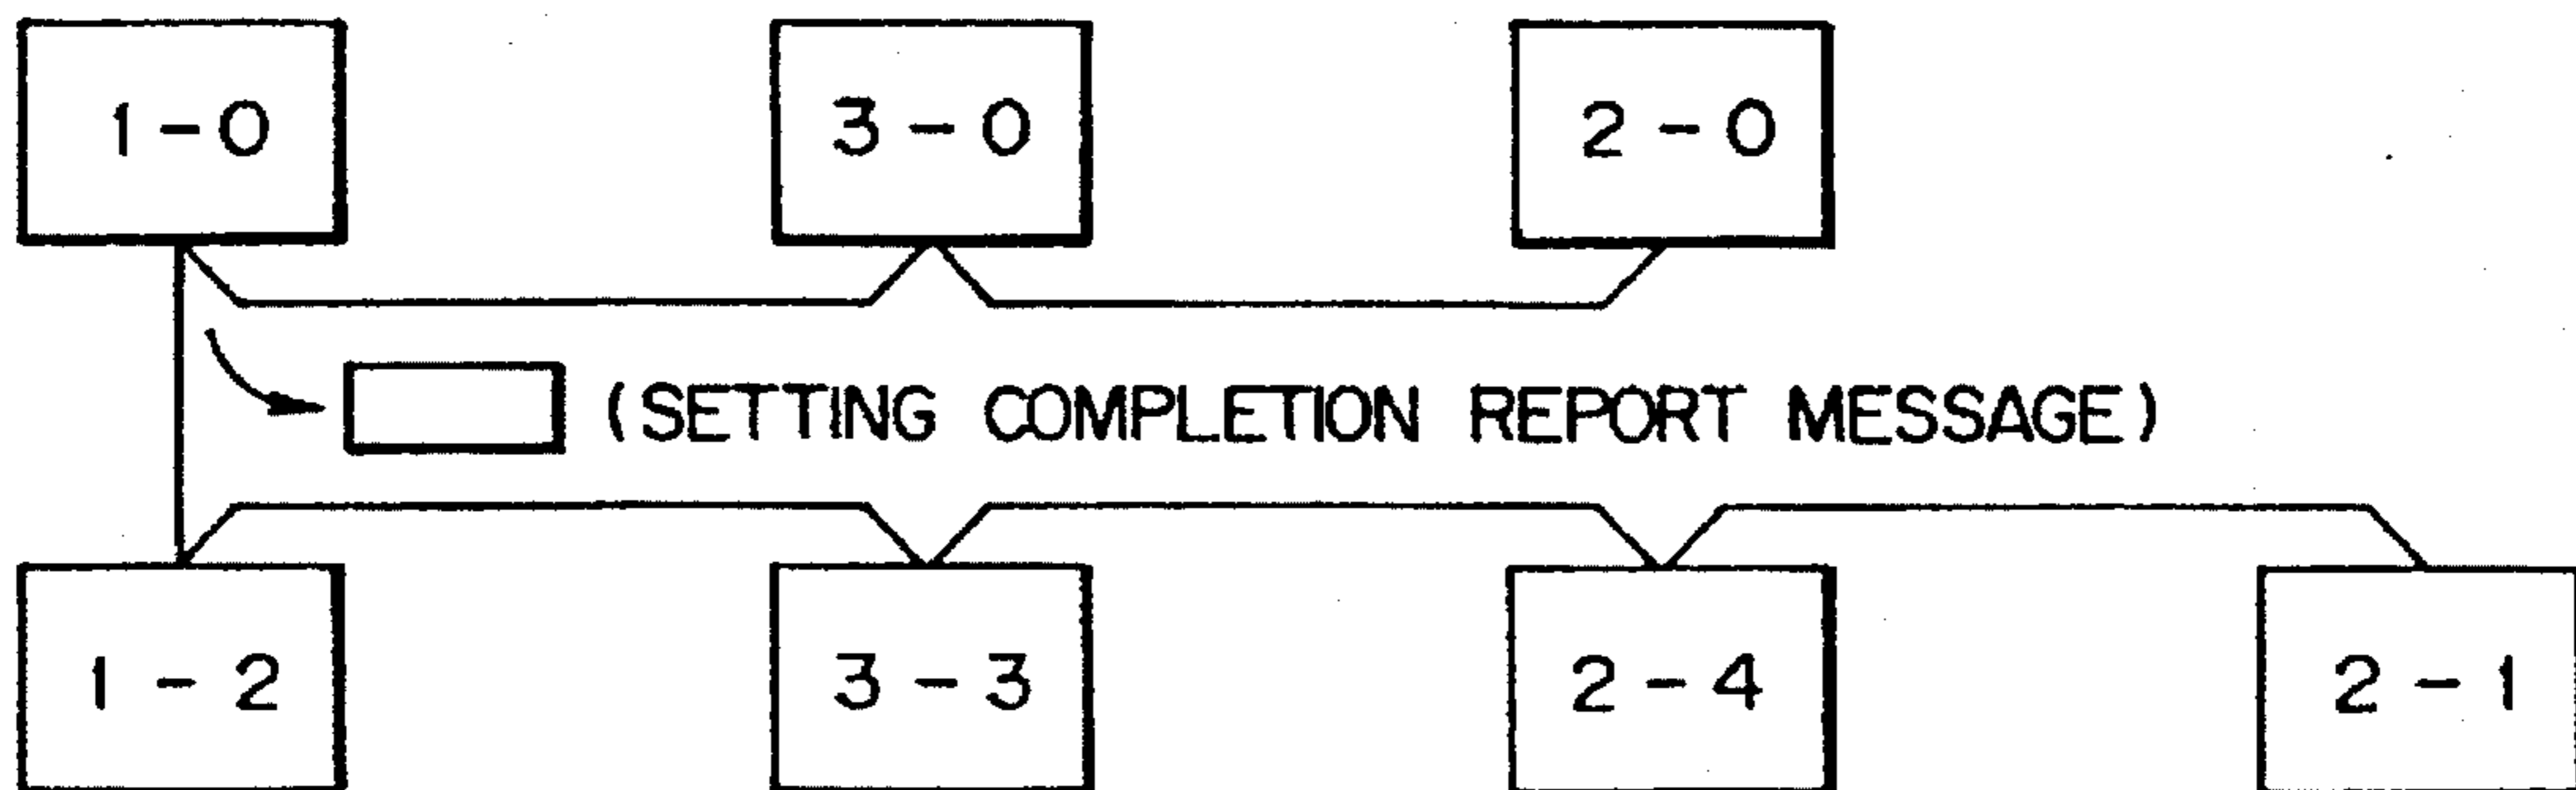 1-0 3-0 2-0
(SETTING COMPLETION REPORT MESSAGE)
1-2 3-3 2-4 2-1